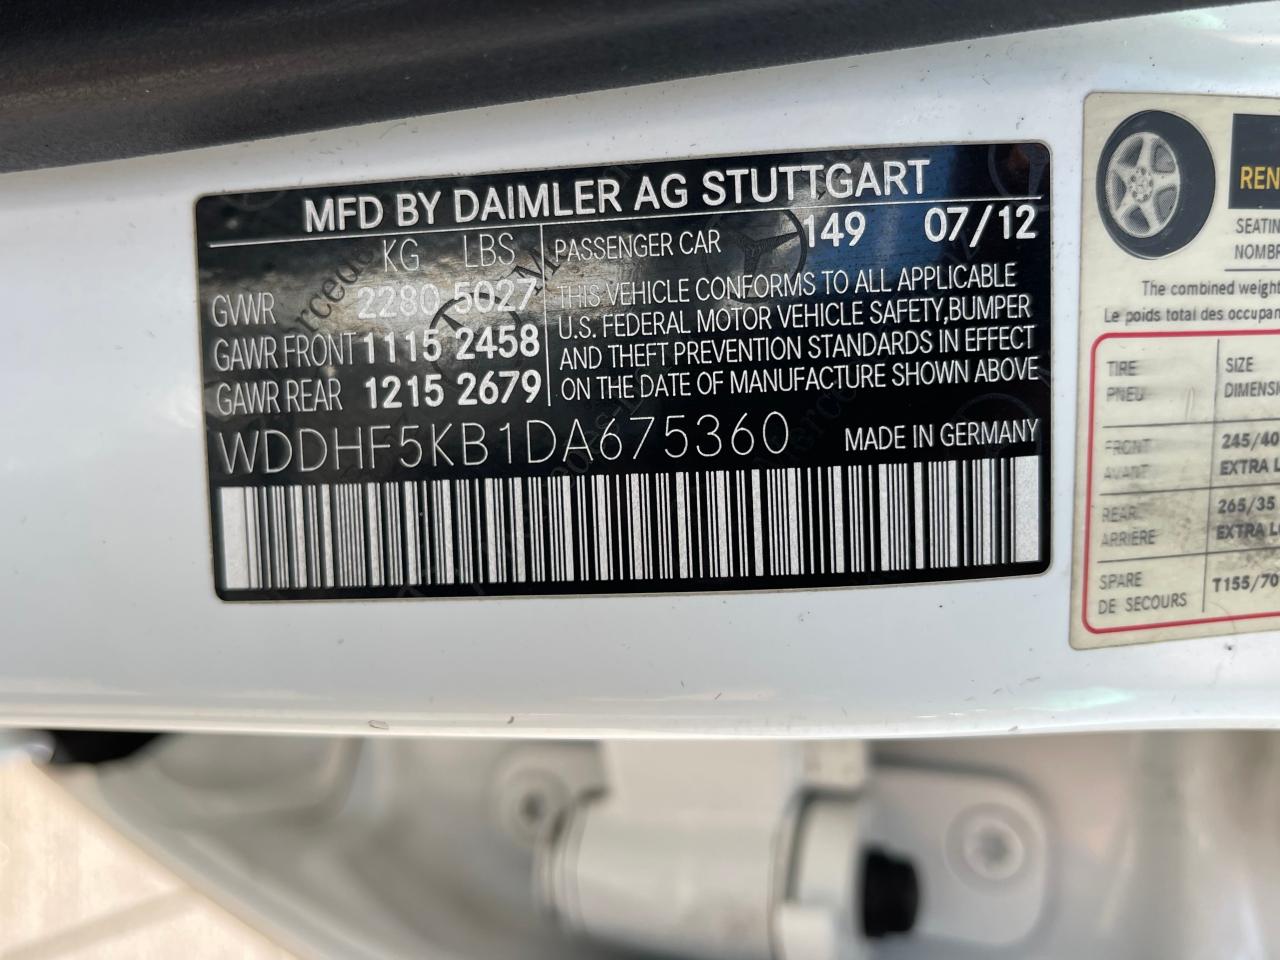 MFD BY DAIMLER AG STUTTGART
KG LBS PASSENGER CAR 149 07/12
GVWR 2280 5027
GAWR FRONT 1115 2458
GAWR REAR 1215 2679
THIS VEHICLE CONFORMS TO ALL APPLICABLE
U.S. FEDERAL MOTOR VEHICLE SAFETY,BUMPER
AND THEFT PREVENTION STANDARDS IN EFFECT
ON THE DATE OF MANUFACTURE SHOWN ABOVE
WDDHF5KB1DA675360 MADE IN GERMANY
REN
SEATIN
NOMBR
The combined weight
Le poids total des occupan
TIRE SIZE
PNEU DIMENSI
FRONT 245/40
AVANT EXTRA L
REAR 265/35
ARRIÈRE EXTRA L
SPARE T155/70
DE SECOURS